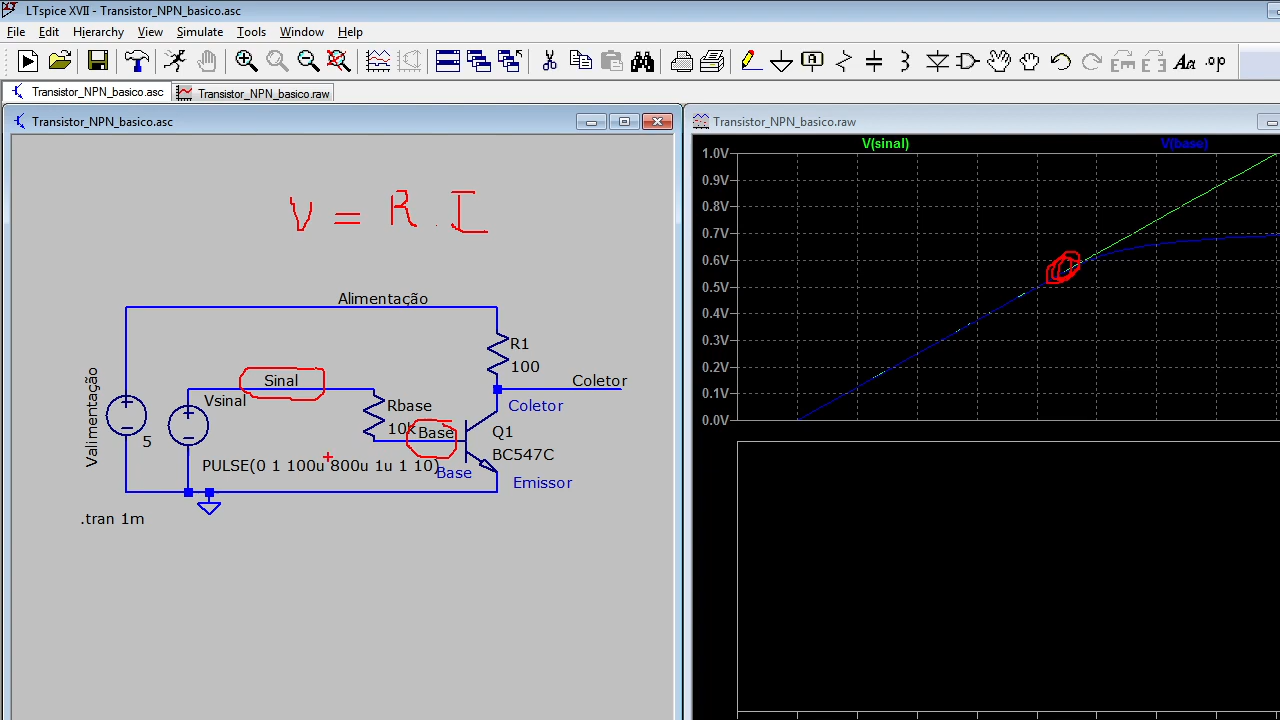 LTspice XVII - Transistor_NPN_basico.asc
File Edit Hierarchy View Simulate Tools Window Help
Aa .op
Transistor_NPN_basico.asc Transistor_NPN_basico.raw
Transistor_NPN_basico.asc
V = R . I
Alimentação
R1
100
Sinal
Coletor
Vsinal
Rbase
Coletor
Valimentação
10k
Base
Q1
5
BC547C
PULSE(0 1 100u 800u 1u 1 10)
Base
Emissor
.tran 1m
Transistor_NPN_basico.raw
V(sinal) V(base)
1.0V
0.9V
0.8V
0.7V
0.6V
0.5V
0.4V
0.3V
0.2V
0.1V
0.0V